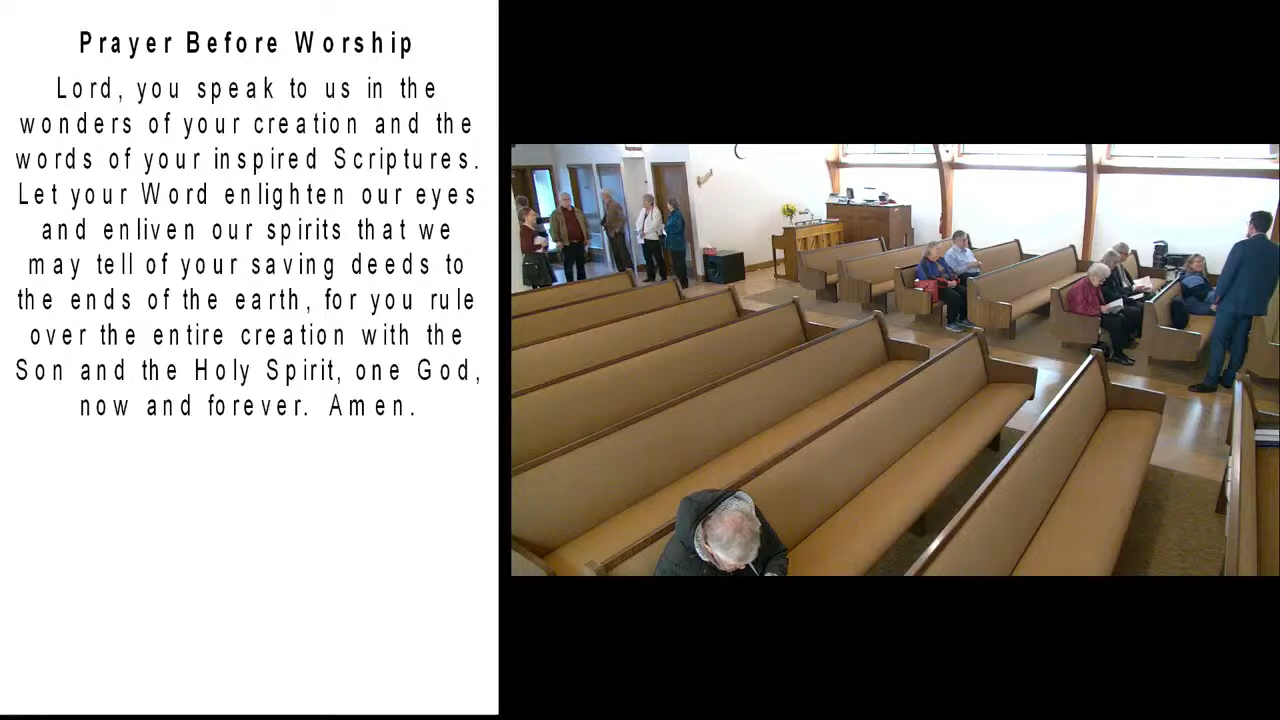 Prayer Before Worship
Lord, you speak to us in the
wonders of your creation and the
words of your inspired Scriptures.
Let your Word enlighten our eyes
and enliven our spirits that we
may tell of your saving deeds to
the ends of the earth, for you rule
over the entire creation with the
Son and the Holy Spirit, one God,
now and forever. Amen.